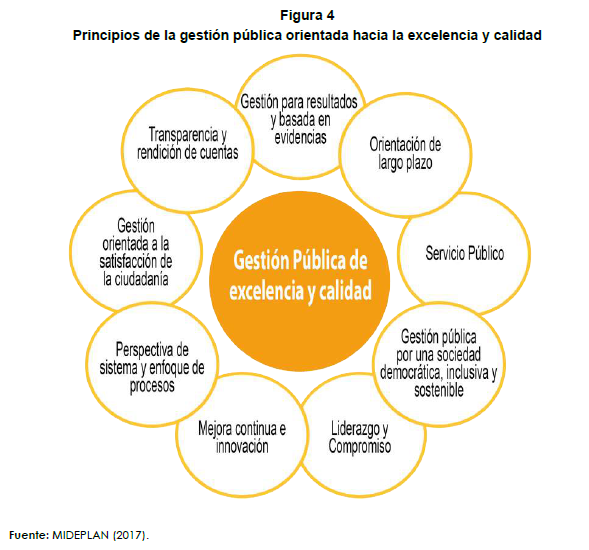 Figura 4
Principios de la gestión pública orientada hacia la excelencia y calidad
Gestión para resultados
y basada en
evidencias
Orientación de
largo plazo
Servicio Público
Gestión pública
por una sociedad
democrática, inclusiva y
sostenible
Liderazgo y
Compromiso
Mejora continua e
innovación
Perspectiva de
sistema y enfoque de
procesos
Gestión
orientada a la
satisfacción de
la ciudadanía
Transparencia y
rendición de cuentas
Gestión Pública de
excelencia y calidad
Fuente: MIDEPLAN (2017).